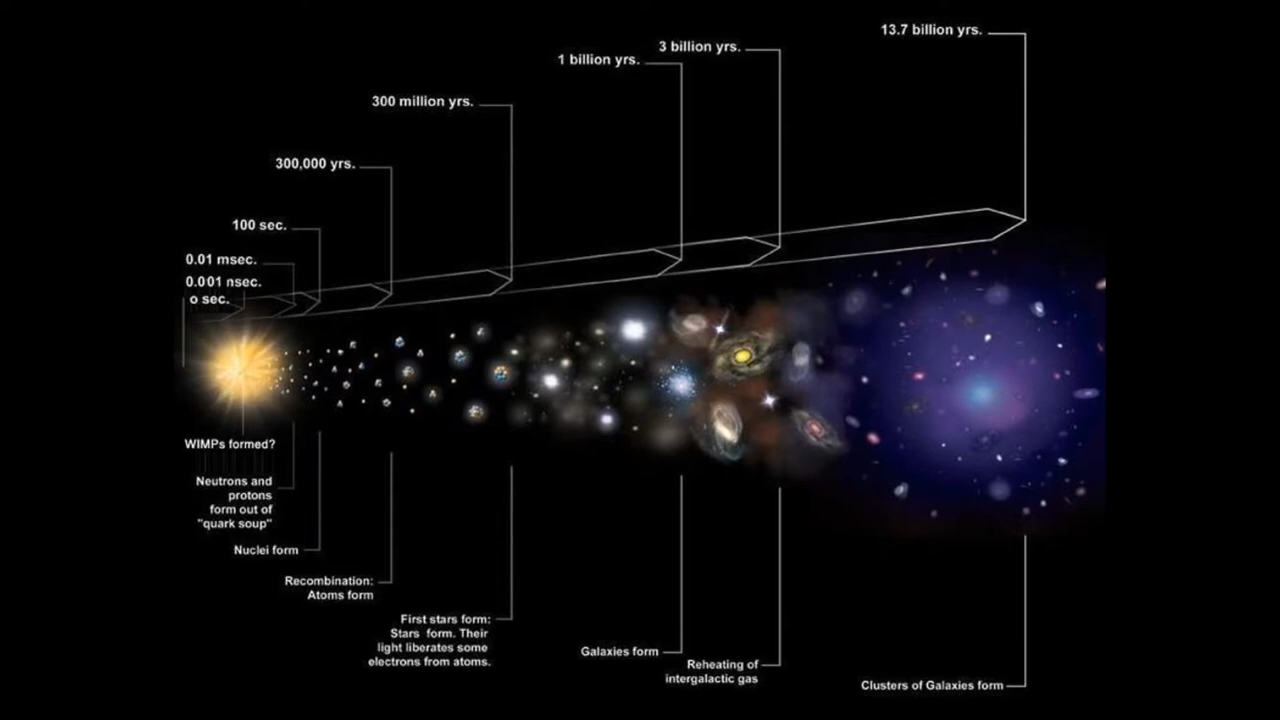 13.7 billion yrs.
3 billion yrs.
1 billion yrs.
300 million yrs.
300,000 yrs.
100 sec.
0.01 msec.
0.001 nsec.
o sec.
WIMPs formed?
Neutrons and
protons
form out of
"quark soup"
Nuclei form
Recombination:
Atoms form
First stars form:
Stars form. Their
light liberates some
electrons from atoms.
Galaxies form
Reheating of
intergalactic gas
Clusters of Galaxies form